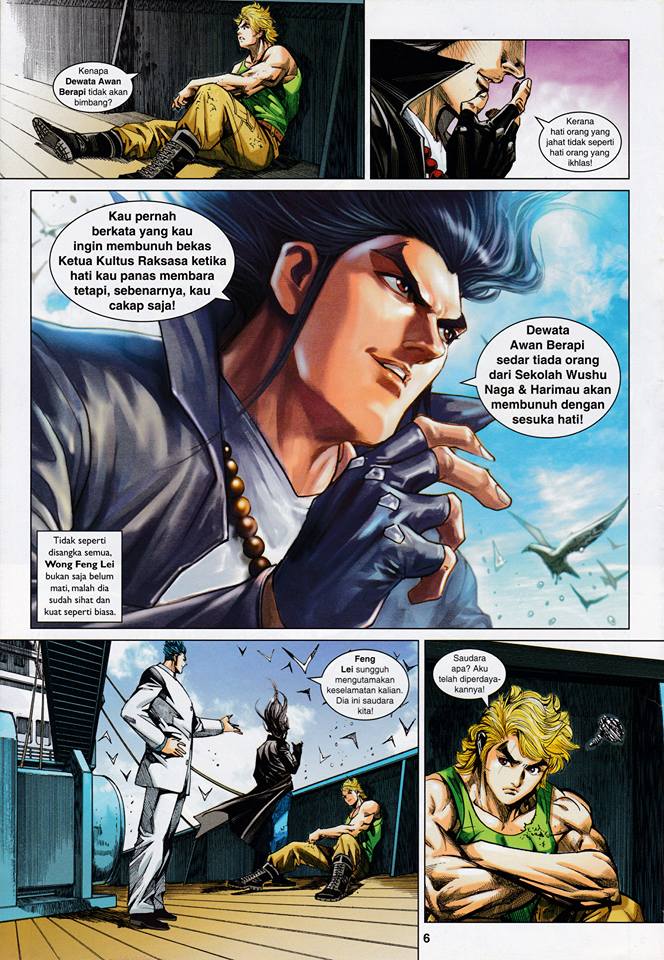 Kenapa
Dewata Awan
Berapi tidak akan
bimbang?
Kerana
hati orang yang
jahat tidak seperti
hati orang yang
ikhlas!
Kau pernah
berkata yang kau
ingin membunuh bekas
Ketua Kultus Raksasa ketika
hati kau panas membara
tetapi, sebenarnya, kau
cakap saja!
Dewata
Awan Berapi
sedar tiada orang
dari Sekolah Wushu
Naga & Harimau akan
membunuh dengan
sesuka hati!
Tidak seperti
disangka semua,
Wong Feng Lei
bukan saja belum
mati, malah dia
sudah sihat dan
kuat seperti biasa.
Feng
Lei sungguh
mengutamakan
keselamatan kalian.
Dia ini saudara
kita!
Saudara
apa? Aku
telah diperdaya-
kannya!
6